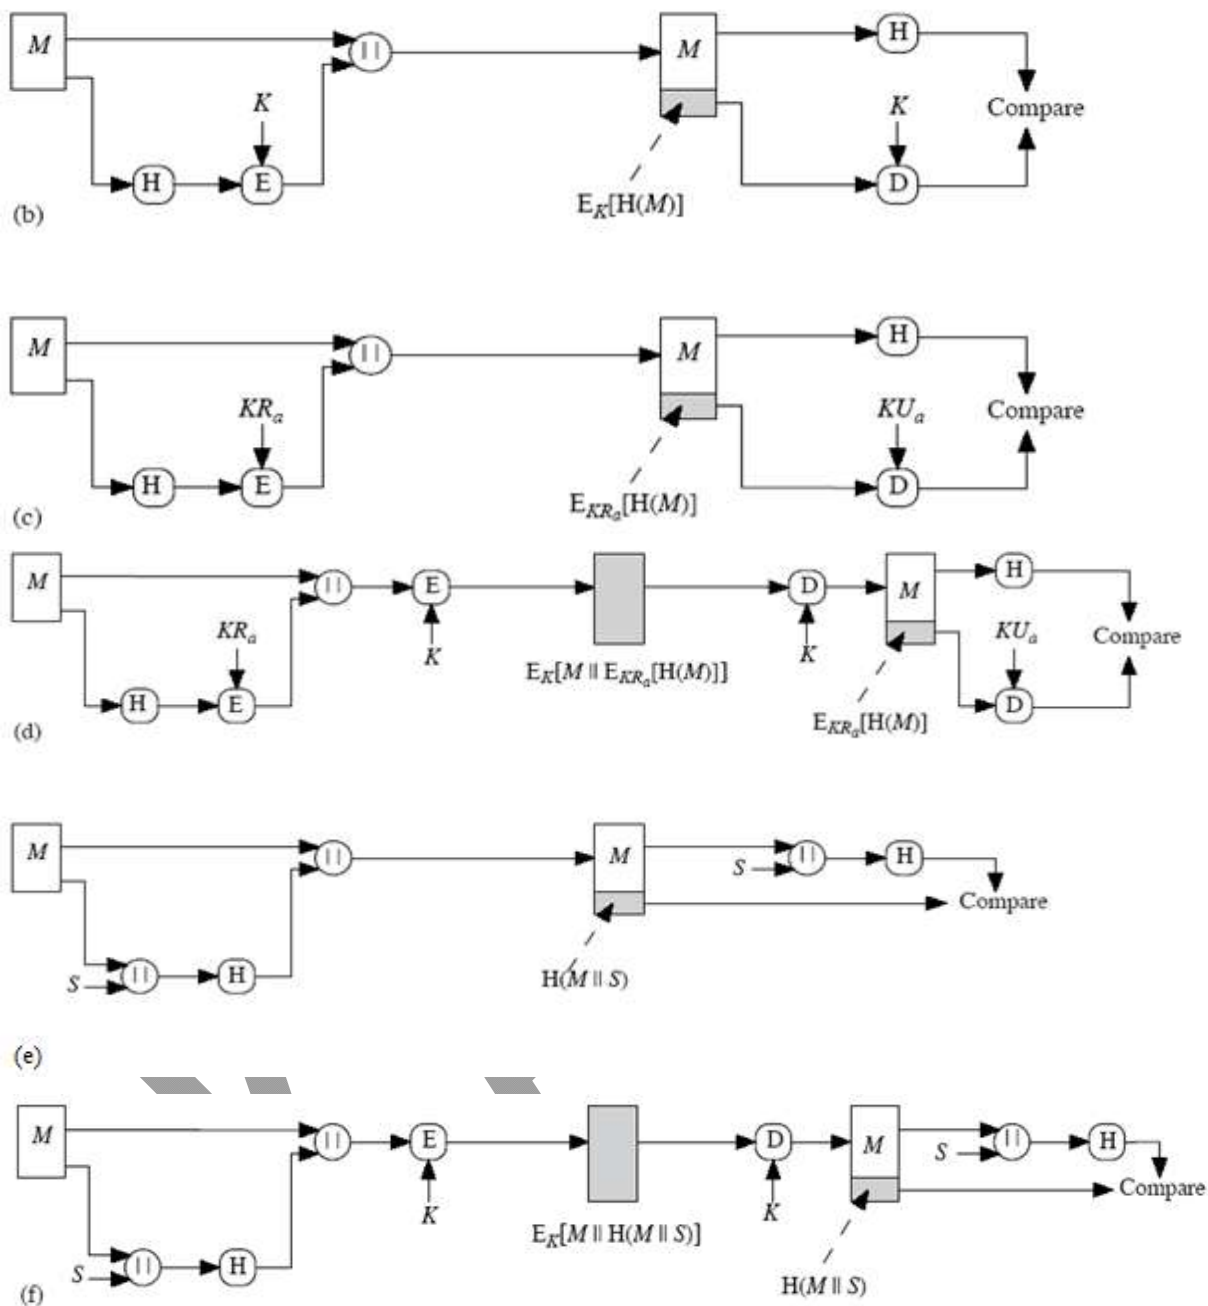 M
||
M
H
K
K
Compare
H
E
D
E_K[H(M)]
(b)
M
||
M
H
KR_a
KU_a
Compare
H
E
D
E_KR_a[H(M)]
(c)
M
||
E
D
M
H
KR_a
K
K
KU_a
Compare
E_K[M || E_KR_a[H(M)]]
H
E
D
E_KR_a[H(M)]
(d)
M
||
M
||
H
S
Compare
S
||
H
H(M || S)
(e)
M
||
E
D
M
||
H
S
K
K
Compare
E_K[M || H(M || S)]
S
||
H
H(M || S)
(f)